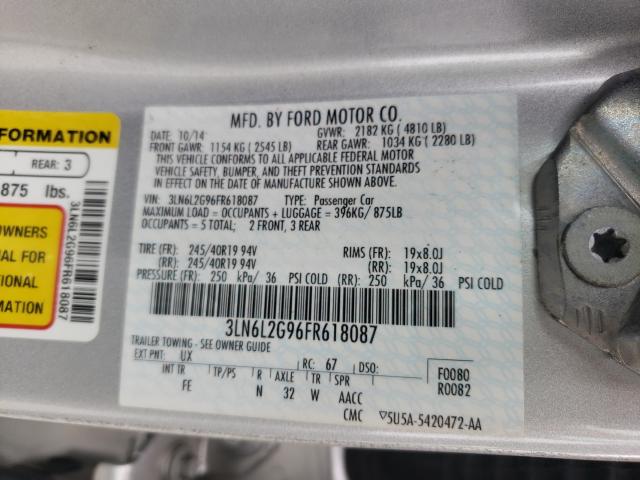 FORMATION
REAR: 3
875 lbs.
OWNERS
UAL FOR
TIONAL
RMATION
3LN6L2G96FR618087
MFD. BY FORD MOTOR CO.
DATE: 10/14 GVWR: 2182 KG ( 4810 LB)
FRONT GAWR: 1154 KG ( 2545 LB) REAR GAWR: 1034 KG ( 2280 LB)
THIS VEHICLE CONFORMS TO ALL APPLICABLE FEDERAL MOTOR
VEHICLE SAFETY, BUMPER, AND THEFT PREVENTION STANDARDS
IN EFFECT ON THE DATE OF MANUFACTURE SHOWN ABOVE.
VIN: 3LN6L2G96FR618087 TYPE: Passenger Car
MAXIMUM LOAD = OCCUPANTS + LUGGAGE = 396KG/ 875LB
OCCUPANTS = 5 TOTAL; 2 FRONT, 3 REAR
TIRE (FR): 245/40R19 94V RIMS (FR): 19x8.0J
(RR): 245/40R19 94V (RR): 19x8.0J
PRESSURE (FR): 250 kPa/ 36 PSI COLD (RR): 250 kPa/ 36 PSI COLD
3LN6L2G96FR618087
TRAILER TOWING - SEE OWNER GUIDE
EXT PNT: UX RC: 67 DSO: F0080
INT TR TP/PS R AXLE TR SPR R0082
FE N 32 W AACC
CMC ▽5U5A-5420472-AA